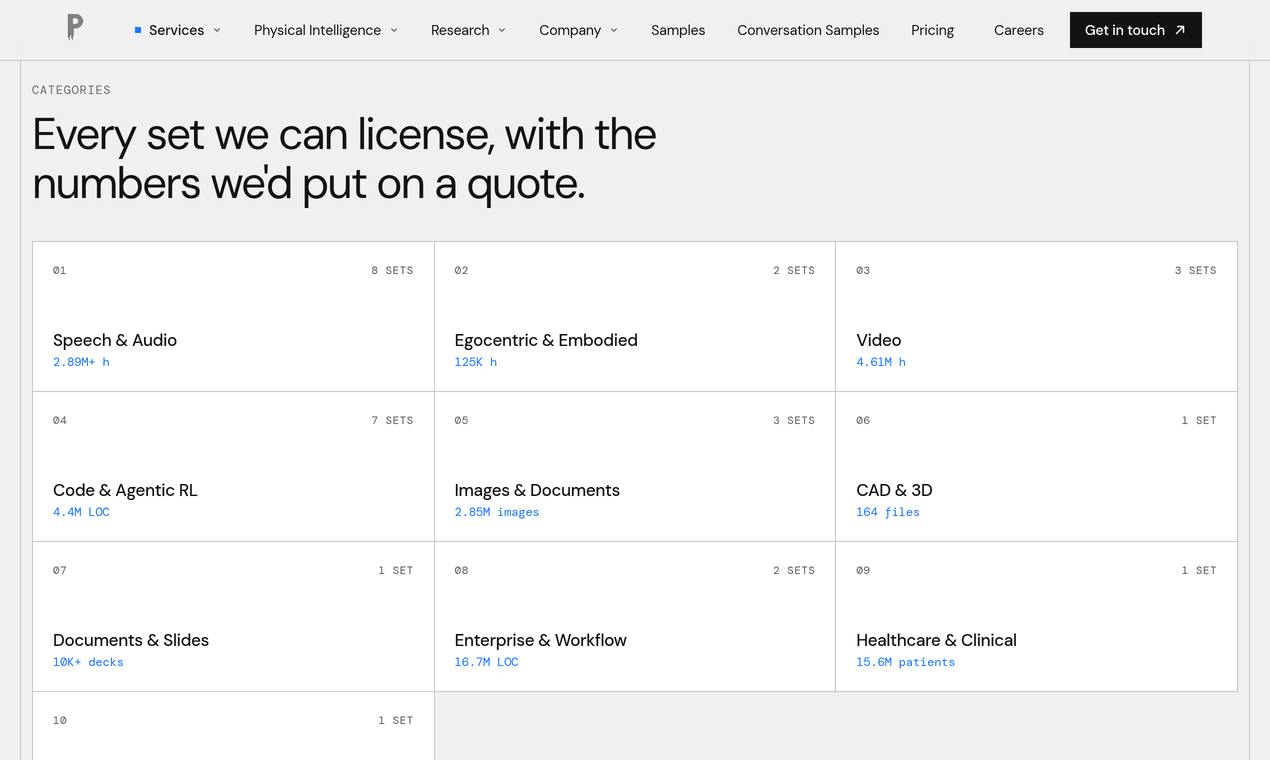 Services
Physical Intelligence
Research
Company
Samples
Conversation Samples
Pricing
Careers
Get in touch
CATEGORIES
Every set we can license, with the
numbers we'd put on a quote.
01
8 SETS
Speech & Audio
2.89M+ h
02
2 SETS
Egocentric & Embodied
125K h
03
3 SETS
Video
4.61M h
04
7 SETS
Code & Agentic RL
4.4M LOC
05
3 SETS
Images & Documents
2.85M images
06
1 SET
CAD & 3D
164 files
07
1 SET
Documents & Slides
10K+ decks
08
2 SETS
Enterprise & Workflow
16.7M LOC
09
1 SET
Healthcare & Clinical
15.6M patients
10
1 SET